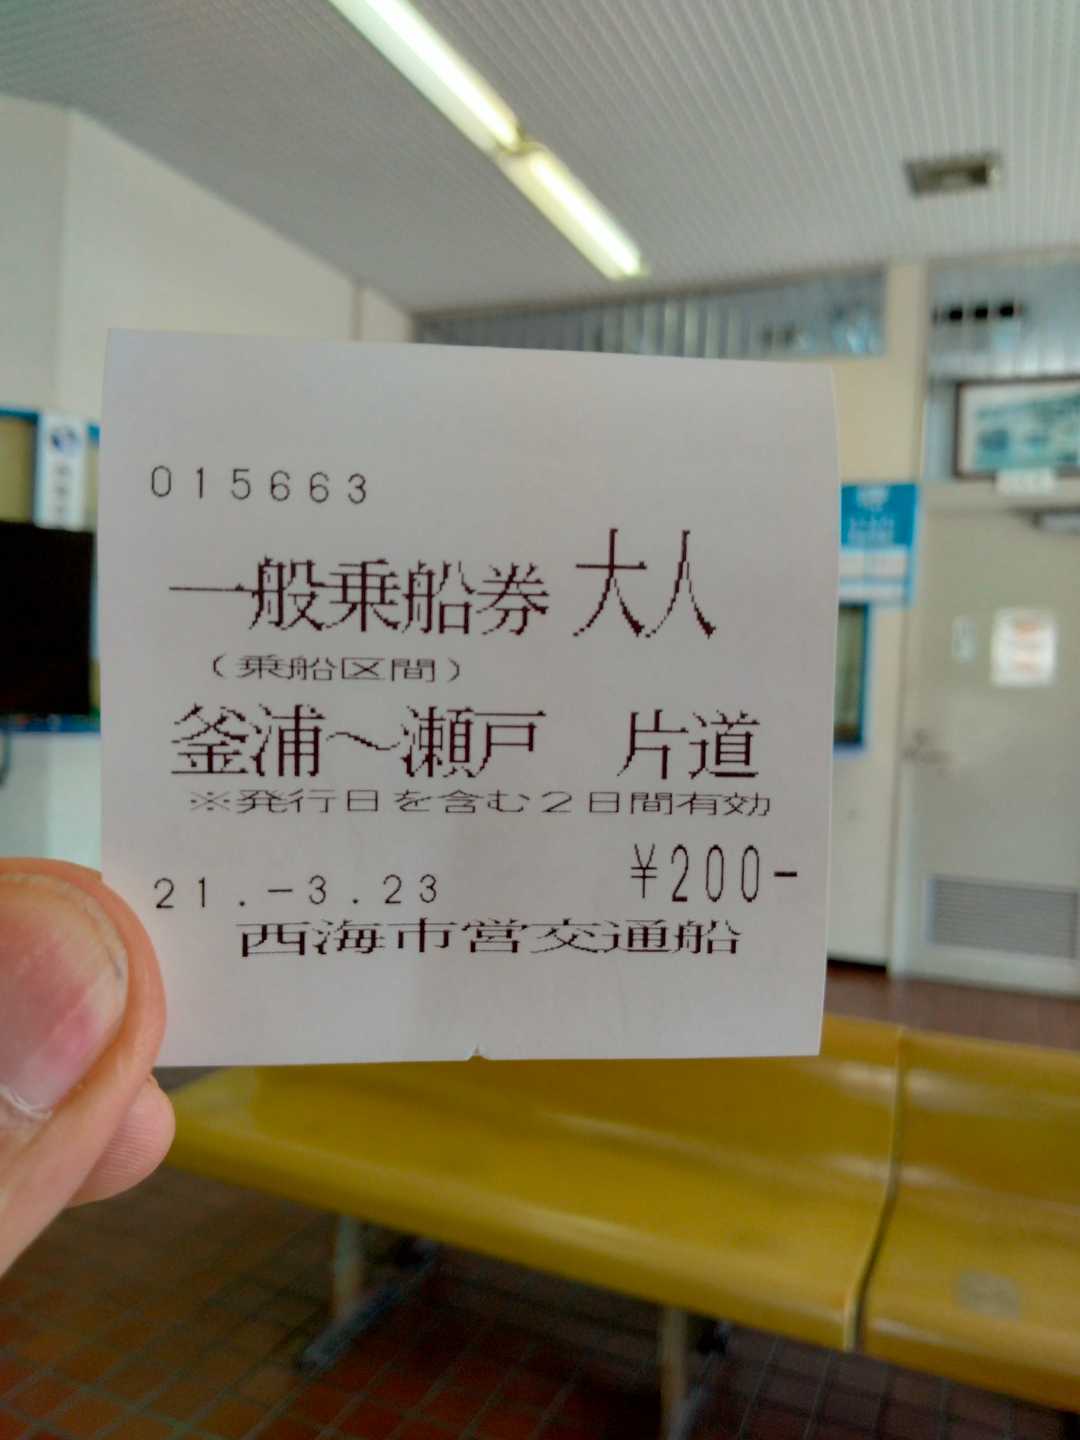 015663
一般乗船券 大人
（乗船区間）
釜浦～瀬戸 片道
※発行日を含む2日間有効
21.-3.23 ¥200-
西海市営交通船